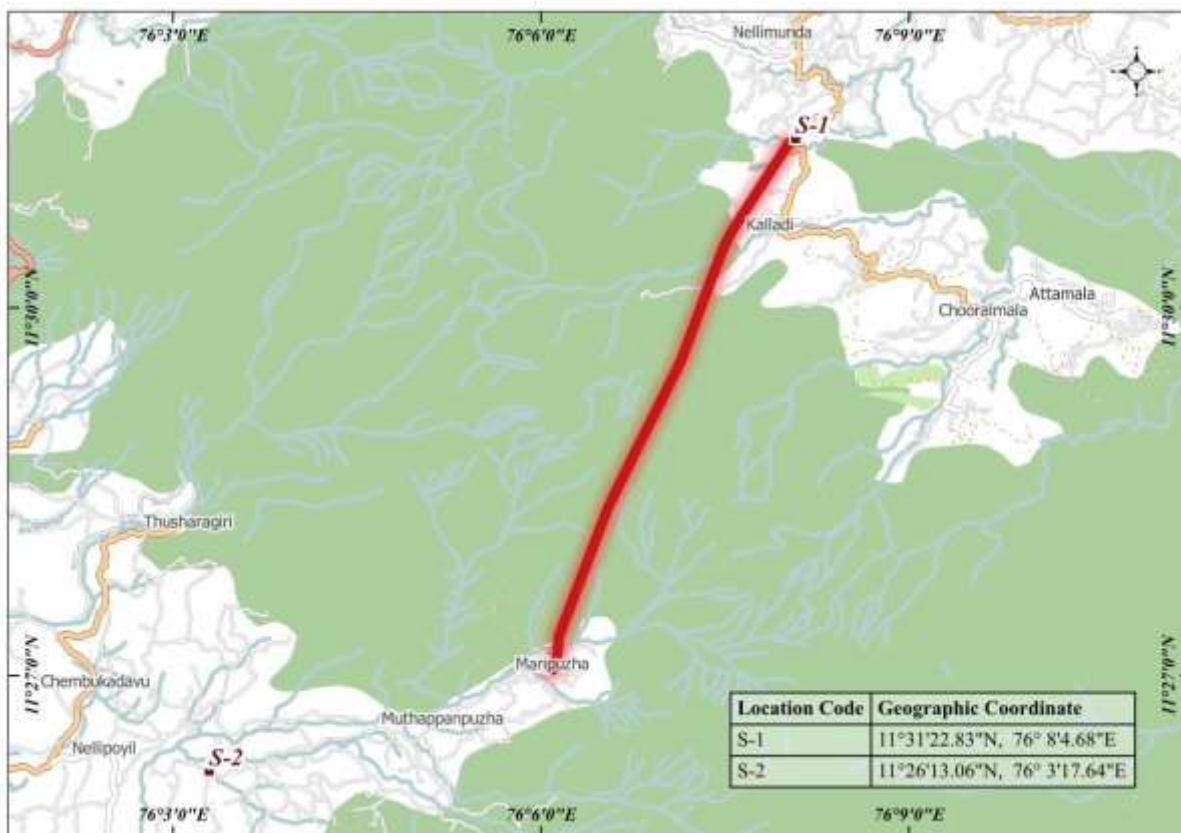 76°3'0"E 76°6'0"E 76°9'0"E
Nellimunda
S-1
Kalladi
11°30'0"N
11°30'0"N
Attamala
Chooralmala
Thusharagiri
11°27'0"N
11°27'0"N
Maripuzha
Chembukadavu
Muthappanpuzha
Nellipoyil
S-2
Location Code Geographic Coordinate
S-1 11°31'22.83"N, 76° 8'4.68"E
S-2 11°26'13.06"N, 76° 3'17.64"E
76°3'0"E 76°6'0"E 76°9'0"E